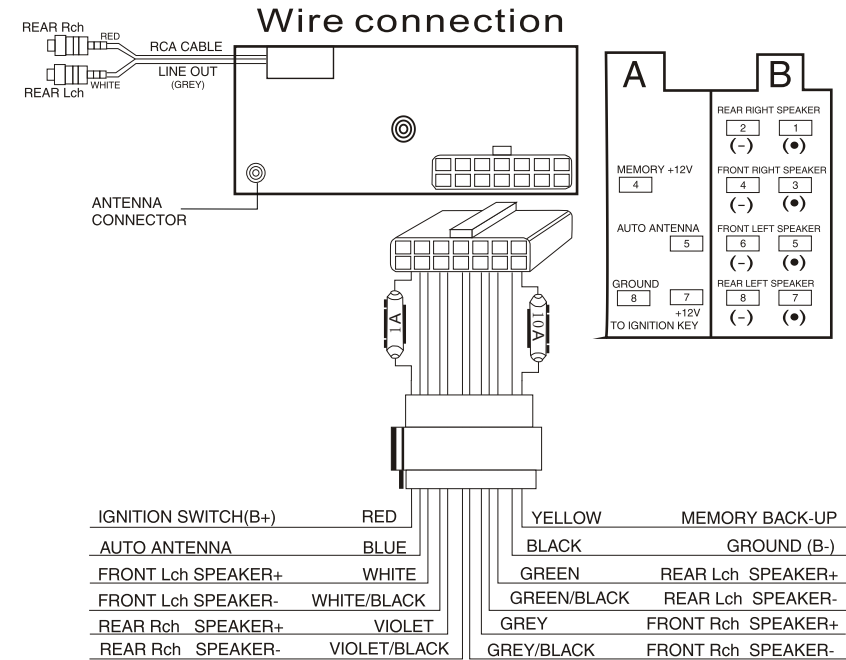 Wire connection
REAR Rch
RED
RCA CABLE
LINE OUT
(GREY)
WHITE
REAR Lch
ANTENNA
CONNECTOR
A
B
REAR RIGHT SPEAKER
2 1
(-) (•)
MEMORY +12V
4
FRONT RIGHT SPEAKER
4 3
(-) (•)
AUTO ANTENNA
5
FRONT LEFT SPEAKER
6 5
(-) (•)
GROUND
8 7
+12V
TO IGNITION KEY
REAR LEFT SPEAKER
8 7
(-) (•)
1A
10A
IGNITION SWITCH(B+) RED
YELLOW MEMORY BACK-UP
AUTO ANTENNA BLUE
BLACK GROUND (B-)
FRONT Lch SPEAKER+ WHITE
GREEN REAR Lch SPEAKER+
FRONT Lch SPEAKER- WHITE/BLACK
GREEN/BLACK REAR Lch SPEAKER-
REAR Rch SPEAKER+ VIOLET
GREY FRONT Rch SPEAKER+
REAR Rch SPEAKER- VIOLET/BLACK
GREY/BLACK FRONT Rch SPEAKER-